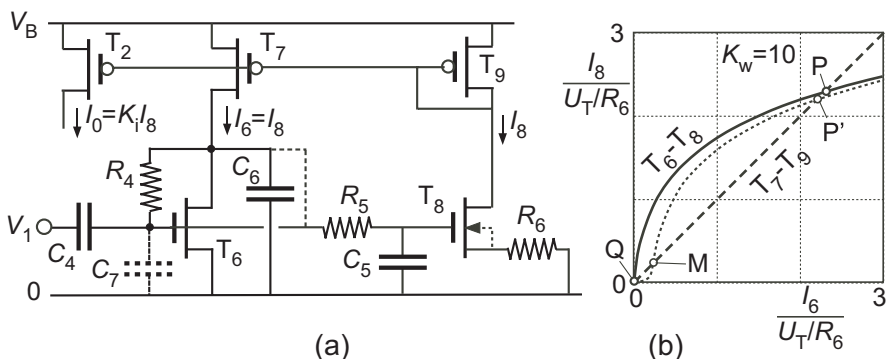 V_B
T_2
T_7
T_9
I_0=K_iI_8
I_6=I_8
I_8
R_4
C_6
R_5
T_8
R_6
V_1
C_4
C_7
T_6
C_5
0
(a)
3
I_8
U_T/R_6
K_w=10
P
P'
T_6-T_8
T_7-T_9
Q
M
0
0
I_6
U_T/R_6
3
(b)